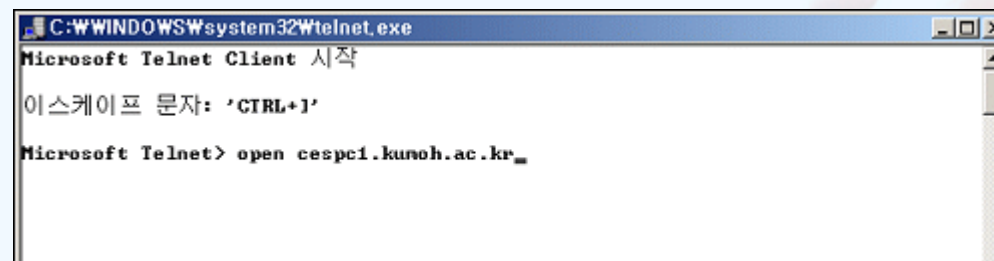 C:₩WINDOWS₩system32₩telnet.exe
Microsoft Telnet Client 시작
이스케이프 문자: 'CTRL+]'
Microsoft Telnet> open cespc1.kumoh.ac.kr_